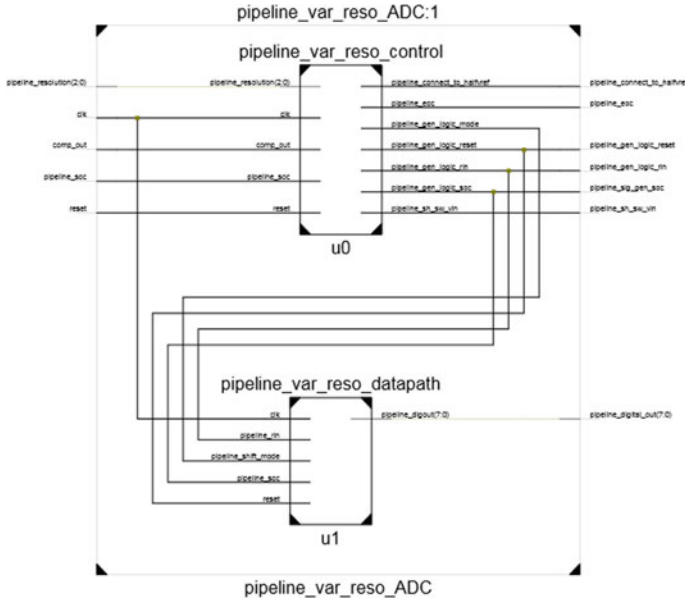 pipeline_var_reso_ADC:1
pipeline_var_reso_control
pipeline_resolution(2:0) pipeline_resolution(2:0) pipeline_connect_to_halfvref pipeline_connect_to_halfvref
clk clk pipeline_eoc pipeline_eoc
pipeline_gen_logic_mode
comp_out comp_out pipeline_gen_logic_reset pipeline_gen_logic_reset
pipeline_gen_logic_rin pipeline_gen_logic_rin
pipeline_soc pipeline_soc pipeline_gen_logic_soc pipeline_sig_gen_soc
reset reset pipeline_sh_sw_vin pipeline_sh_sw_vin
u0
pipeline_var_reso_datapath
clk pipeline_digout(7:0) pipeline_digital_out(7:0)
pipeline_rin
pipeline_shift_mode
pipeline_soc
reset
u1
pipeline_var_reso_ADC